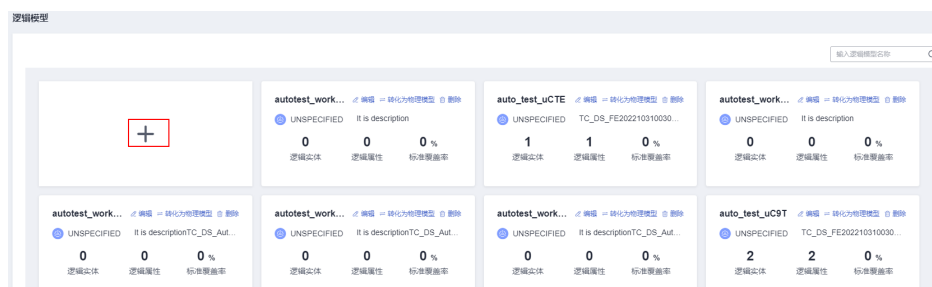 逻辑模型
输入逻辑模型名称
autotest_work... 编辑 转化为物理模型 删除
UNSPECIFIED It is description
0 0 0 %
逻辑实体 逻辑属性 标准覆盖率
auto_test_uCTE 编辑 转化为物理模型 删除
UNSPECIFIED TC_DS_FE202210310030...
1 1 0 %
逻辑实体 逻辑属性 标准覆盖率
autotest_work... 编辑 转化为物理模型 删除
UNSPECIFIED It is description
0 0 0 %
逻辑实体 逻辑属性 标准覆盖率
autotest_work... 编辑 转化为物理模型 删除
UNSPECIFIED It is descriptionTC_DS_Aut...
0 0 0 %
逻辑实体 逻辑属性 标准覆盖率
autotest_work... 编辑 转化为物理模型 删除
UNSPECIFIED It is descriptionTC_DS_Aut...
0 0 0 %
逻辑实体 逻辑属性 标准覆盖率
autotest_work... 编辑 转化为物理模型 删除
UNSPECIFIED It is descriptionTC_DS_Aut...
0 0 0 %
逻辑实体 逻辑属性 标准覆盖率
auto_test_uC9T 编辑 转化为物理模型 删除
UNSPECIFIED TC_DS_FE202210310030...
2 2 0 %
逻辑实体 逻辑属性 标准覆盖率